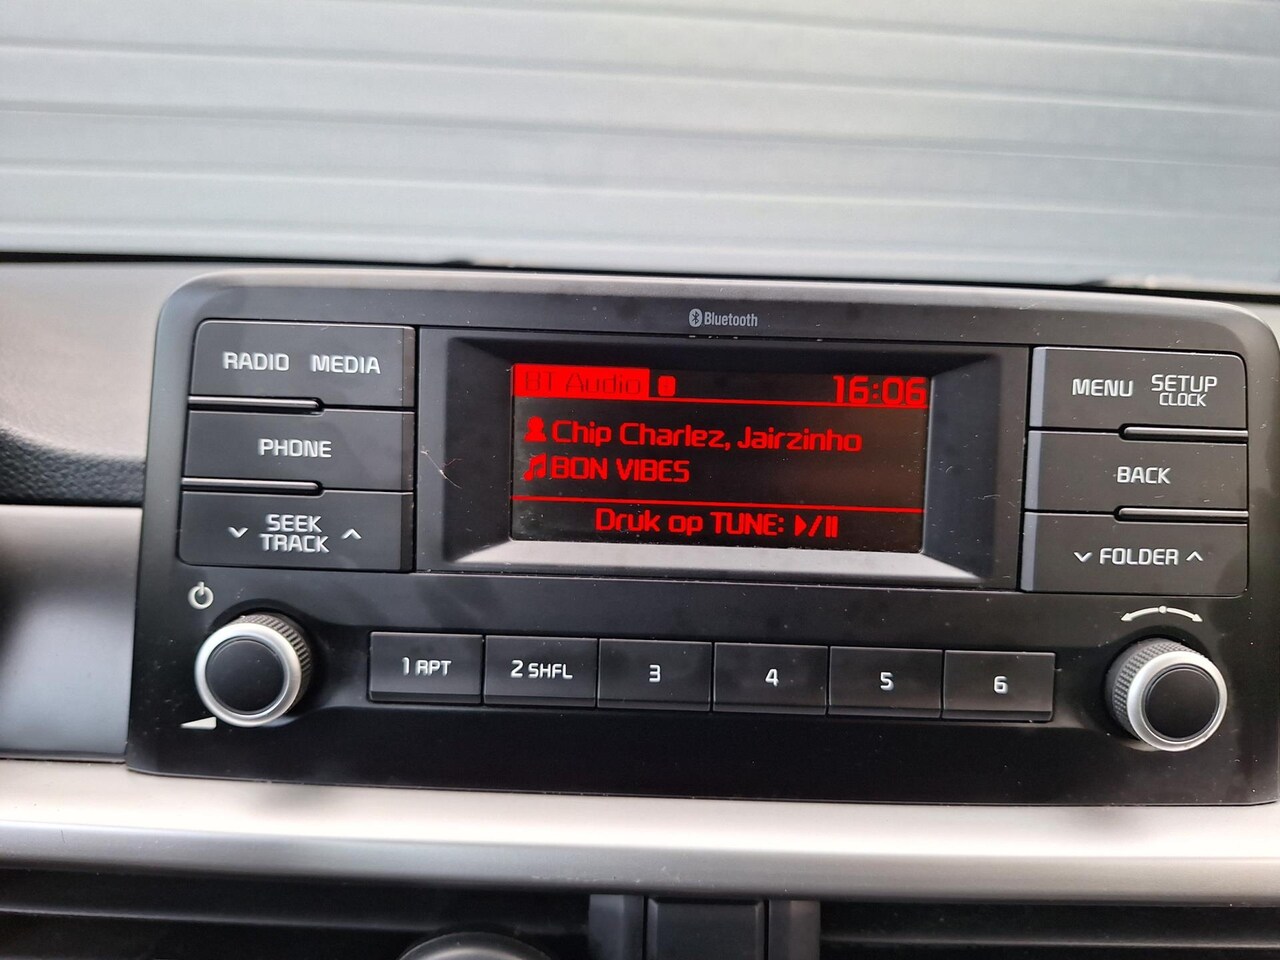 Bluetooth
RADIO MEDIA
PHONE
SEEK
TRACK
BT Audio 16:06
Chip Charlez, Jairzinho
BON VIBES
Druk op TUNE:
MENU SETUP
CLOCK
BACK
FOLDER
1 RPT 2 SHFL 3 4 5 6